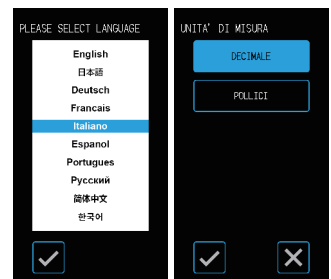 PLEASE SELECT LANGUAGE
English
日本語
Deutsch
Francais
Italiano
Espanol
Portugues
Русский
简体中文
한국어
UNITA' DI MISURA
DECIMALE
POLLICI